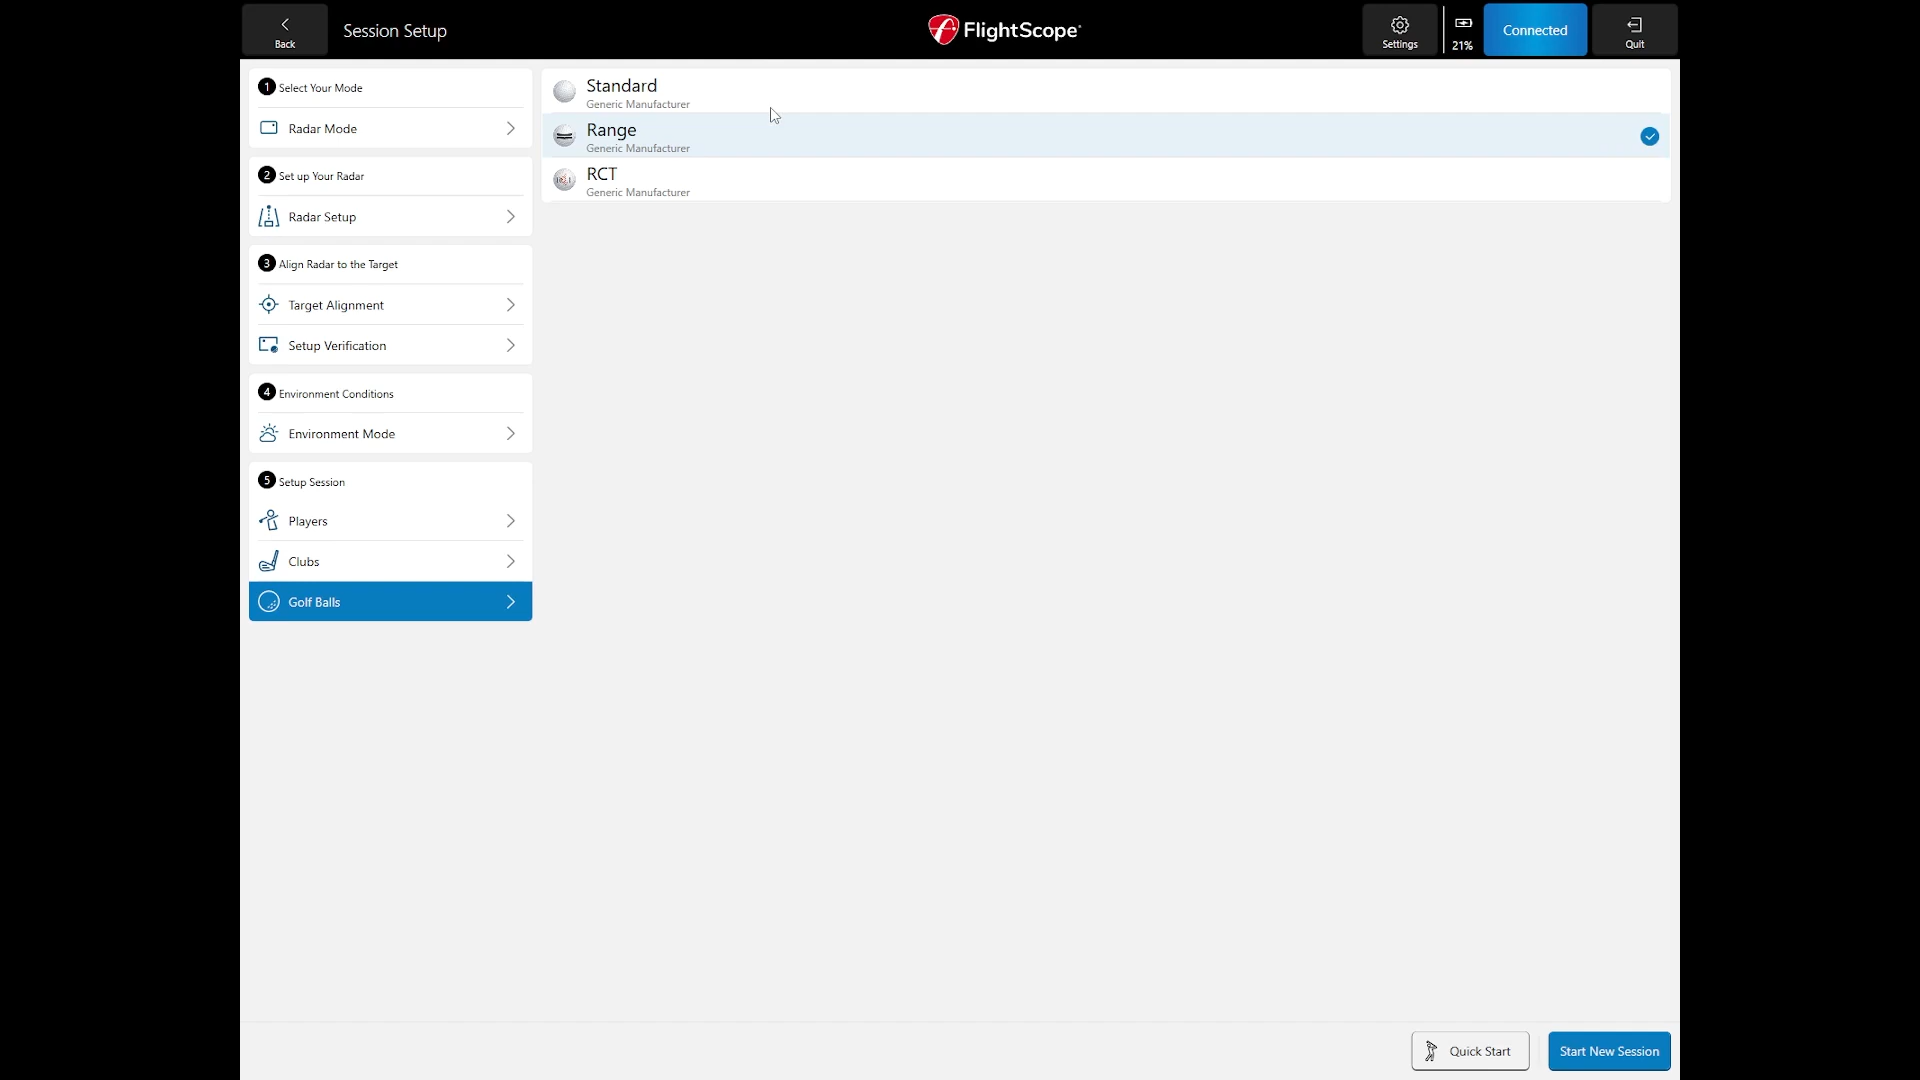 Back
Session Setup
FlightScope
Settings
21%
Connected
Quit
1 Select Your Mode
Radar Mode
2 Set up Your Radar
Radar Setup
3 Align Radar to the Target
Target Alignment
Setup Verification
4 Environment Conditions
Environment Mode
5 Setup Session
Players
Clubs
Golf Balls
Standard
Generic Manufacturer
Range
Generic Manufacturer
RCT
RCT
Generic Manufacturer
Quick Start
Start New Session